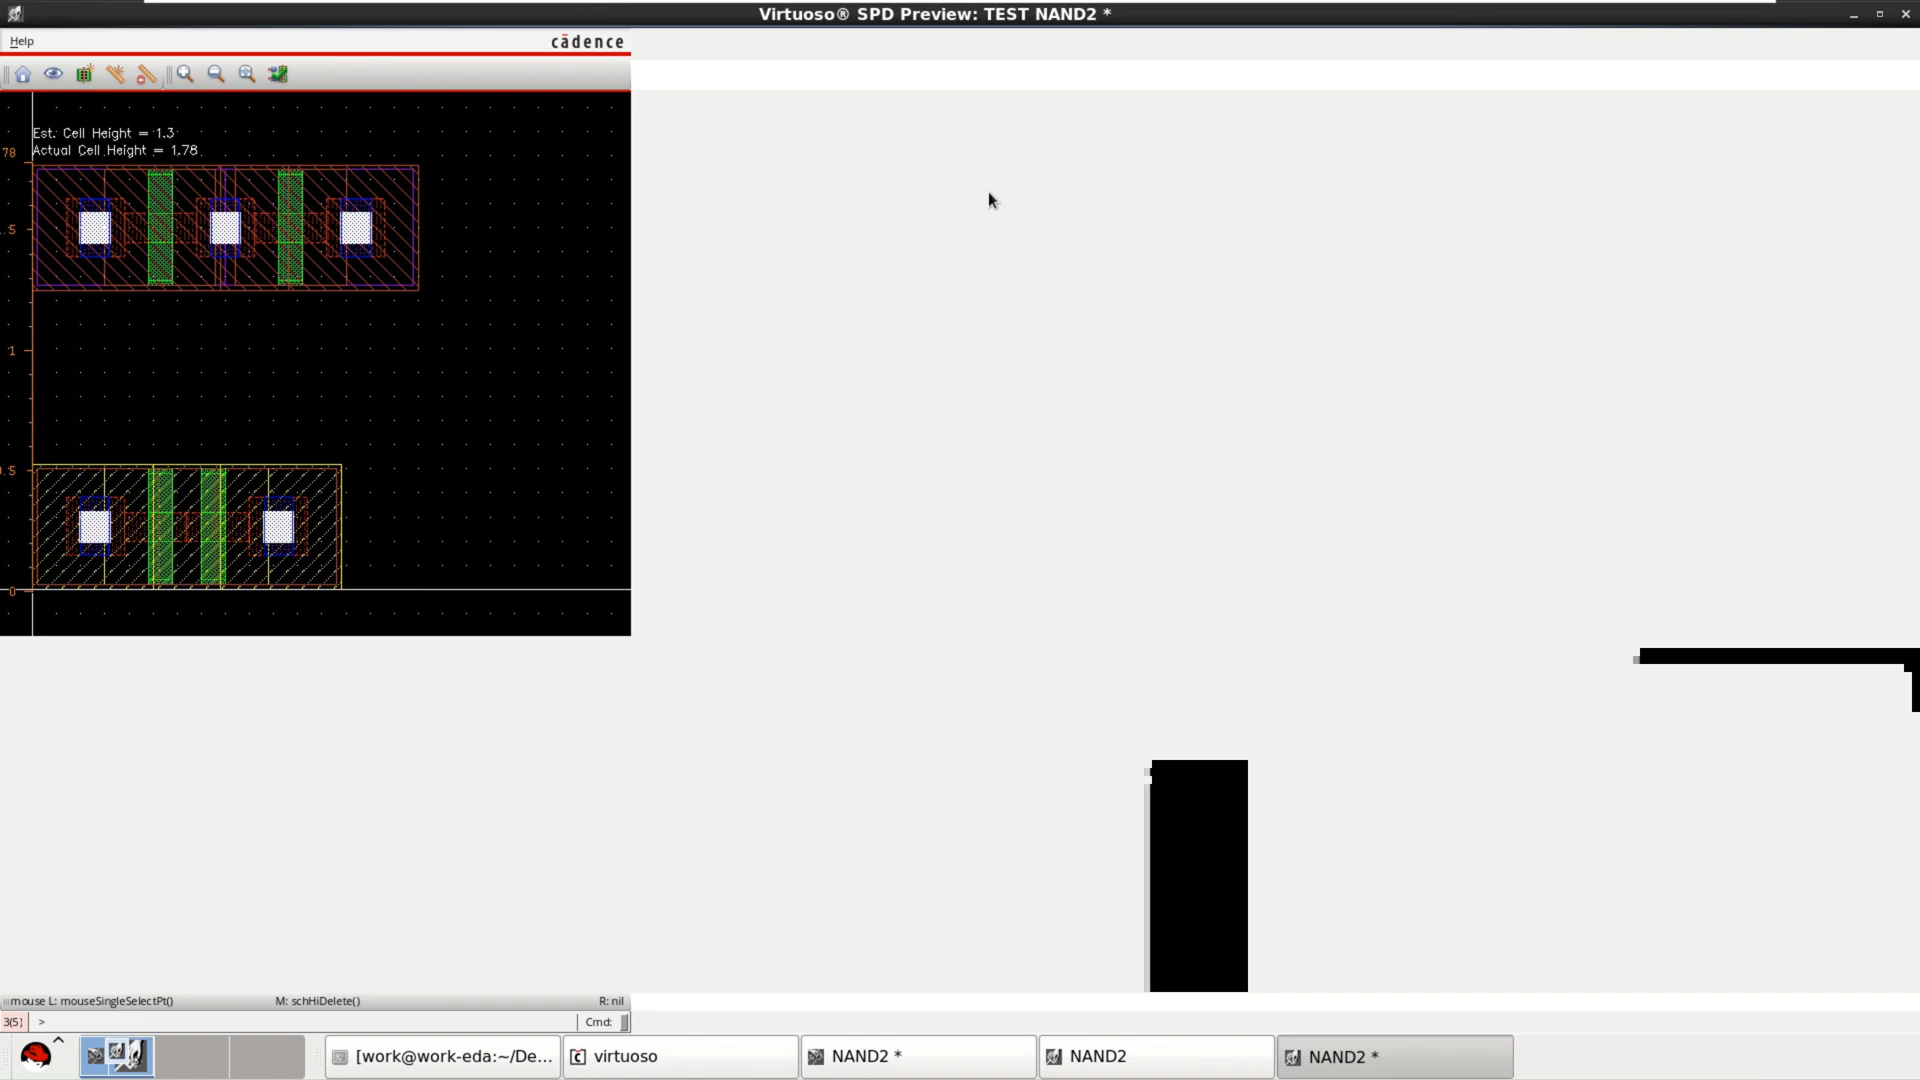 Virtuoso® SPD Preview: TEST NAND2 *
Help
cādence
Est. Cell Height = 1.3
Actual Cell Height = 1.78
78
.5
1
.5
0
mouse L: mouseSingleSelectPt() M: schHiDelete() R: nil
3(5) > Cmd:
[work@work-eda:~/De... virtuoso NAND2 * NAND2 NAND2 *